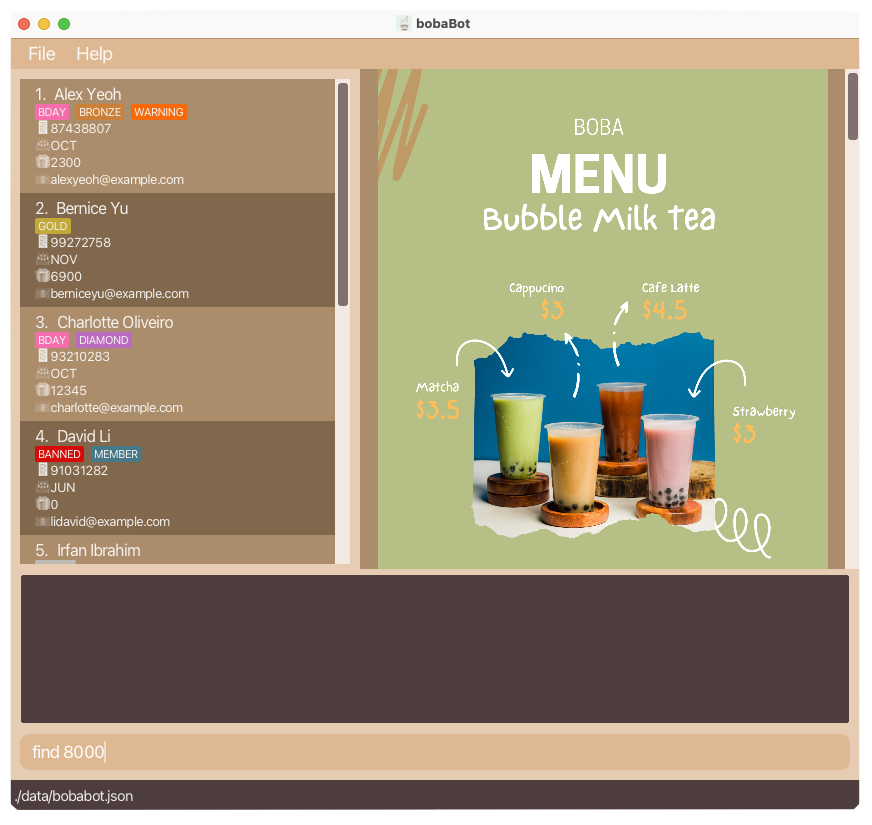 bobaBot
File Help
1. Alex Yeoh
BDAY BRONZE WARNING
87438807
OCT
2300
alexyeoh@example.com
2. Bernice Yu
GOLD
99272758
NOV
6900
berniceyu@example.com
3. Charlotte Oliveiro
BDAY DIAMOND
93210283
OCT
12345
charlotte@example.com
4. David Li
BANNED MEMBER
91031282
JUN
0
lidavid@example.com
5. Irfan Ibrahim
BOBA
MENU
Bubble Milk Tea
Cappucino
$3
Cafe Latte
$4.5
Matcha
$3.5
Strawberry
$3
find 8000
./data/bobabot.json